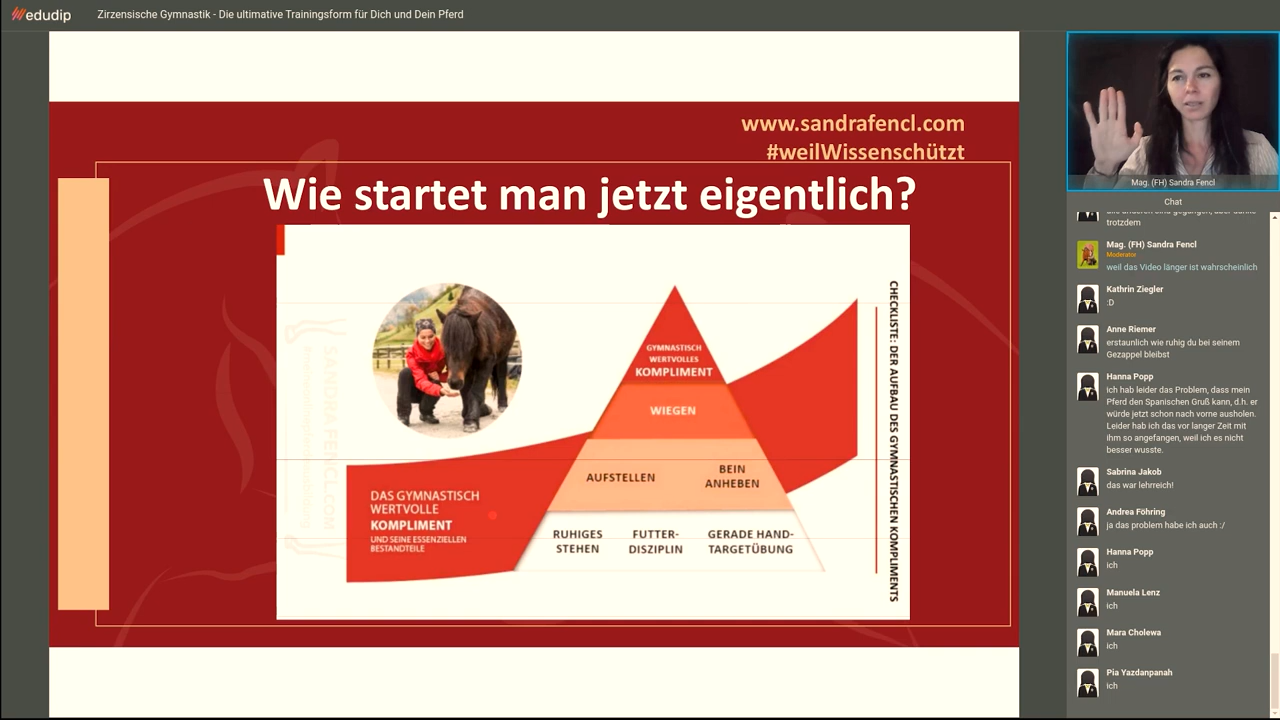 edudip
Zirzensische Gymnastik - Die ultimative Trainingsform für Dich und Dein Pferd
www.sandrafencl.com
#weilWissenschützt
Wie startet man jetzt eigentlich?
GYMNASTISCH
WERTVOLLES
KOMPLIMENT
WIEGEN
AUFSTELLEN
BEIN
ANHEBEN
RUHIGES
STEHEN
FUTTER-
DISZIPLIN
GERADE HAND-
TARGETÜBUNG
DAS GYMNASTISCH
WERTVOLLE
KOMPLIMENT
UND SEINE ESSENZIELLEN
BESTANDTEILE
CHECKLISTE: DER AUFBAU DES GYMNASTISCHEN KOMPLIMENTS
SANDRA FENCL.COM
Mag. (FH) Sandra Fencl
Chat
trotzdem
Mag. (FH) Sandra Fencl
Moderator
weil das Video länger ist wahrscheinlich
Kathrin Ziegler
:D
Anne Riemer
erstaunlich wie ruhig du bei seinem
Gezappel bleibst
Hanna Popp
ich hab leider das Problem, dass mein
Pferd den Spanischen Gruß kann, d.h. er
würde jetzt schon nach vorne ausholen.
Leider hab ich das vor langer Zeit mit
ihm so angefangen, weil ich es nicht
besser wusste.
Sabrina Jakob
das war lehrreich!
Andrea Föhring
ja das problem habe ich auch :/
Hanna Popp
ich
Manuela Lenz
ich
Mara Cholewa
ich
Pia Yazdanpanah
ich